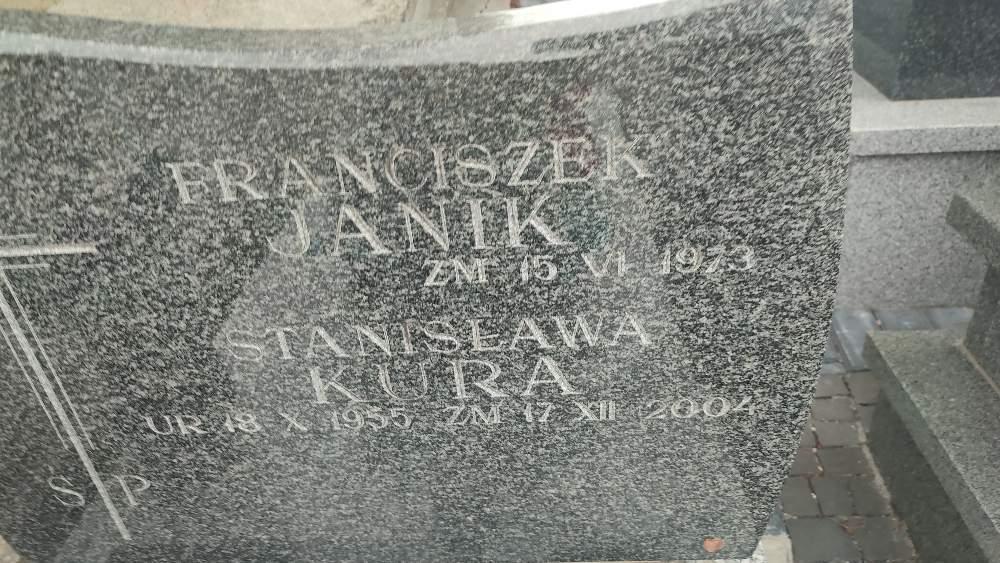 FRANCISZEK
JANIK
ZM 15 VI 1973
STANISŁAWA
KURA
UR 18 X 1955 ZM 17 XII 2004
S P